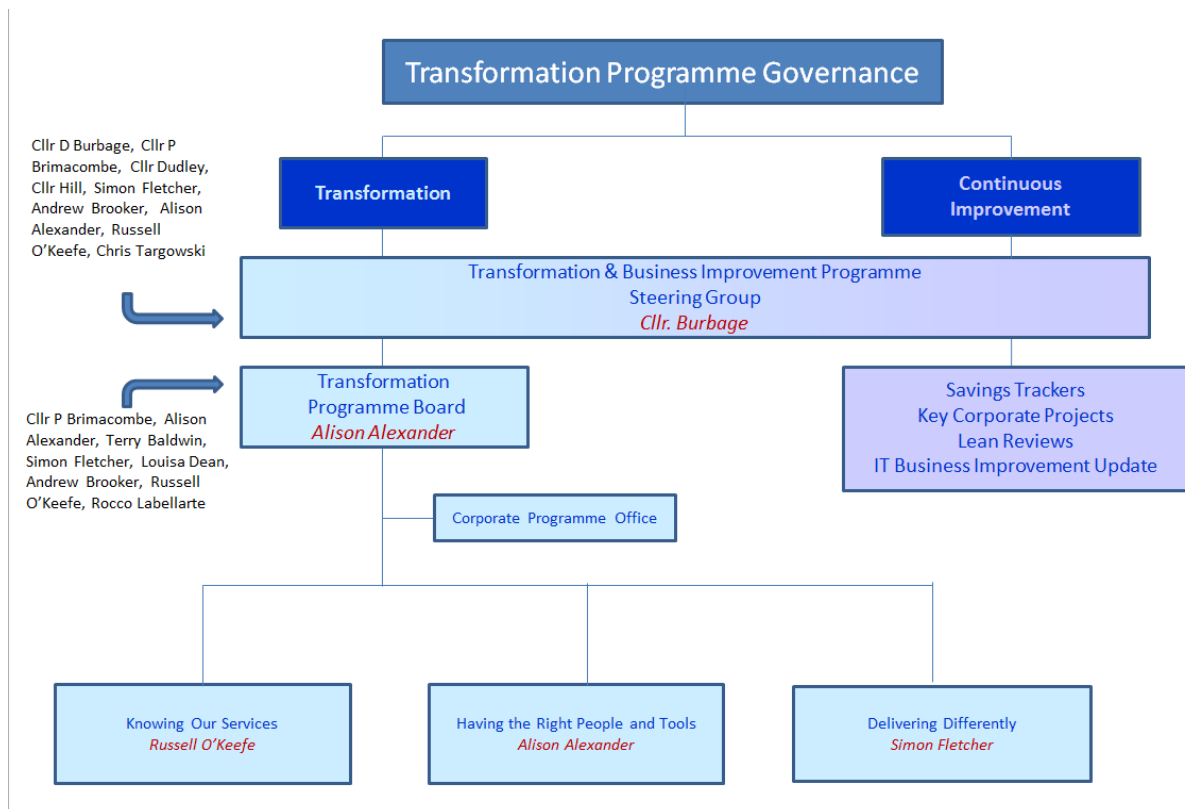 Transformation Programme Governance
Cllr D Burbage, Cllr P
Brimacombe, Cllr Dudley,
Cllr Hill, Simon Fletcher,
Andrew Brooker, Alison
Alexander, Russell
O’Keefe, Chris Targowski
Transformation
Continuous
Improvement
Transformation & Business Improvement Programme
Steering Group
Cllr. Burbage
Transformation
Programme Board
Alison Alexander
Cllr P Brimacombe, Alison
Alexander, Terry Baldwin,
Simon Fletcher, Louisa Dean,
Andrew Brooker, Russell
O’Keefe, Rocco Labellarte
Savings Trackers
Key Corporate Projects
Lean Reviews
IT Business Improvement Update
Corporate Programme Office
Knowing Our Services
Russell O’Keefe
Having the Right People and Tools
Alison Alexander
Delivering Differently
Simon Fletcher